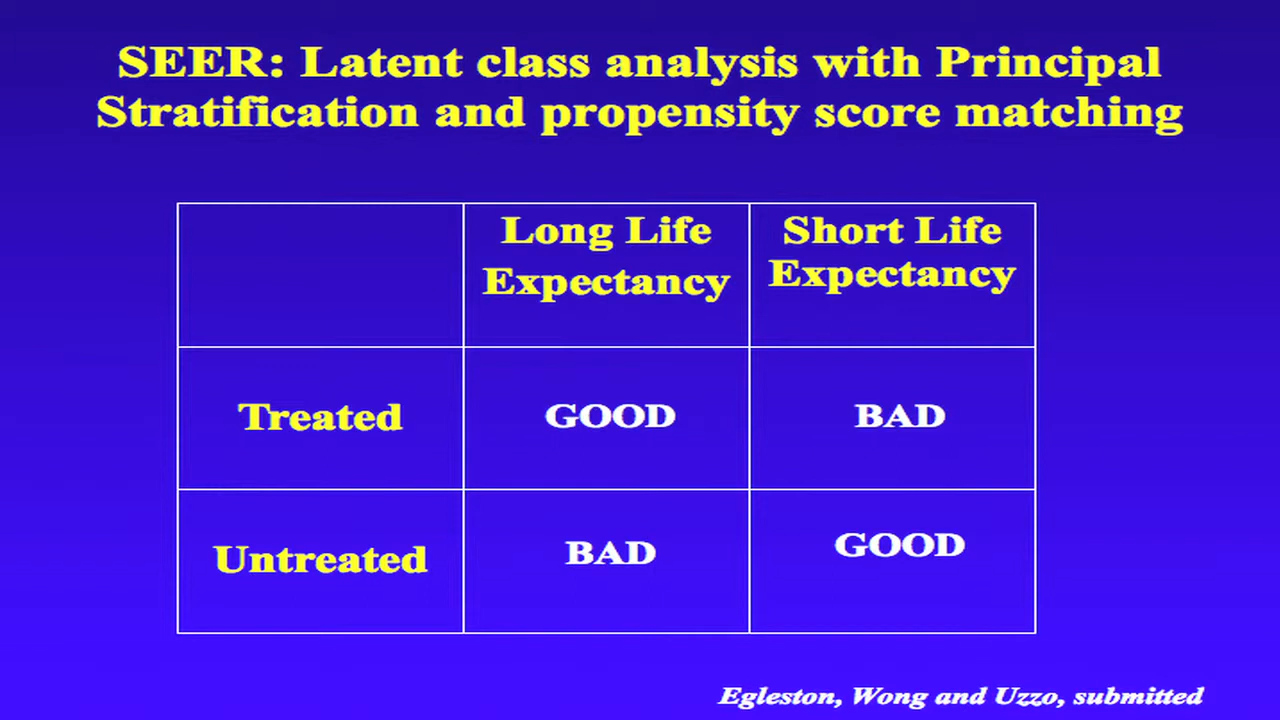 SEER: Latent class analysis with Principal
Stratification and propensity score matching
Long Life
Expectancy
Short Life
Expectancy
Treated
GOOD
BAD
Untreated
BAD
GOOD
Egleston, Wong and Uzzo, submitted